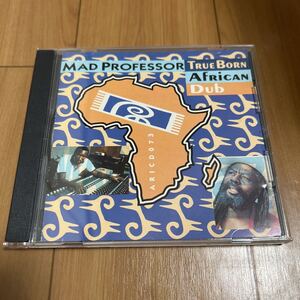 MAD PROFESSOR
TRUE BORN
AFRICAN
DUB
ARICD073